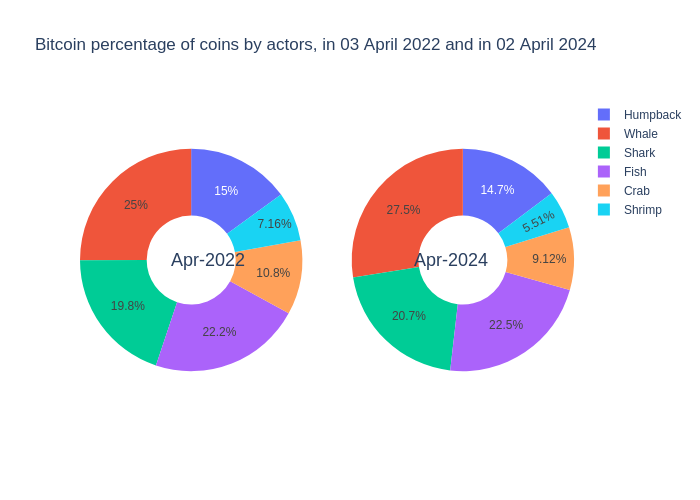 Bitcoin percentage of coins by actors, in 03 April 2022 and in 02 April 2024
Humpback
Whale
Shark
Fish
Crab
Shrimp
15%
7.16%
10.8%
22.2%
19.8%
25%
Apr-2022
14.7%
5.51%
9.12%
22.5%
20.7%
27.5%
Apr-2024